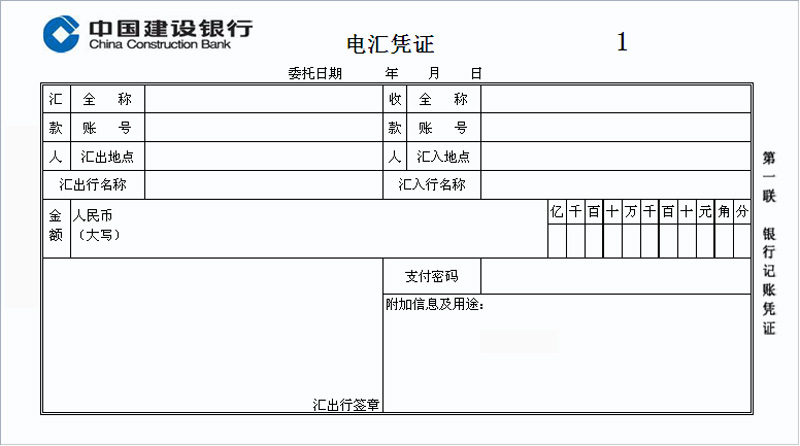 中国建设银行
China Construction Bank
电汇凭证
1
委托日期 年 月 日
汇 全 称 收 全 称
款 账 号 款 账 号
人 汇出地点 人 汇入地点
汇出行名称 汇入行名称
金额 人民币（大写） 亿 千 百 十 万 千 百 十 元 角 分
支付密码
附加信息及用途：
汇出行签章
第一联 银行记账凭证